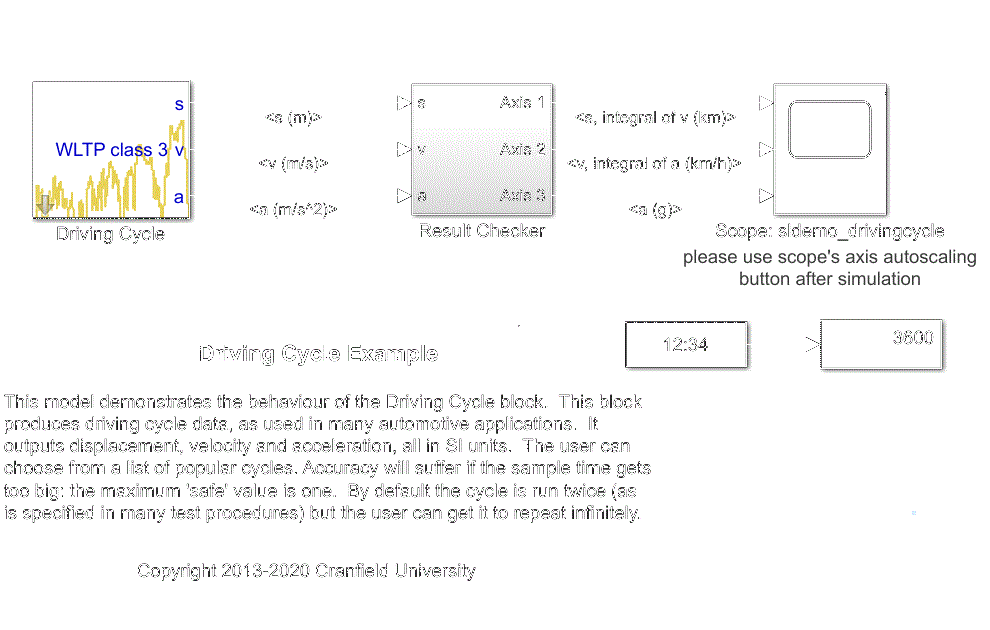 s
WLTP class 3 v
a
Driving Cycle
<s (m)>
<v (m/s)>
<a (m/s^2)>
s Axis 1
v Axis 2
a Axis 3
Result Checker
<s, integral of v (km)>
<v, integral of a (km/h)>
<a (g)>
Scope: sldemo_drivingcycle
please use scope's axis autoscaling
button after simulation
12:34
3600
Driving Cycle Example
This model demonstrates the behaviour of the Driving Cycle block.  This block
produces driving cycle data, as used in many automotive applications.  It
outputs displacement, velocity and acceleration, all in SI units.  The user can
choose from a list of popular cycles. Accuracy will suffer if the sample time gets
too big: the maximum 'safe' value is one.  By default the cycle is run twice (as
is specified in many test procedures) but the user can get it to repeat infinitely.
Copyright 2013-2020 Cranfield University